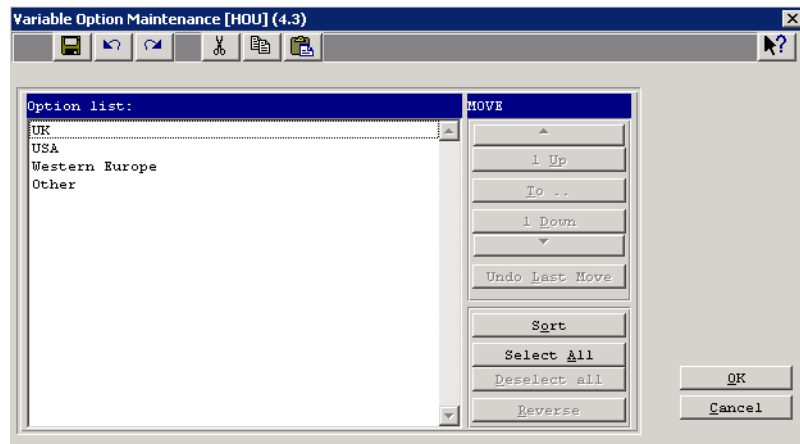 Variable Option Maintenance [HOU] (4.3)
Option list:
MOVE
UK
USA
Western Europe
Other
1 Up
To ..
1 Down
Undo Last Move
Sort
Select All
Deselect all
Reverse
OK
Cancel